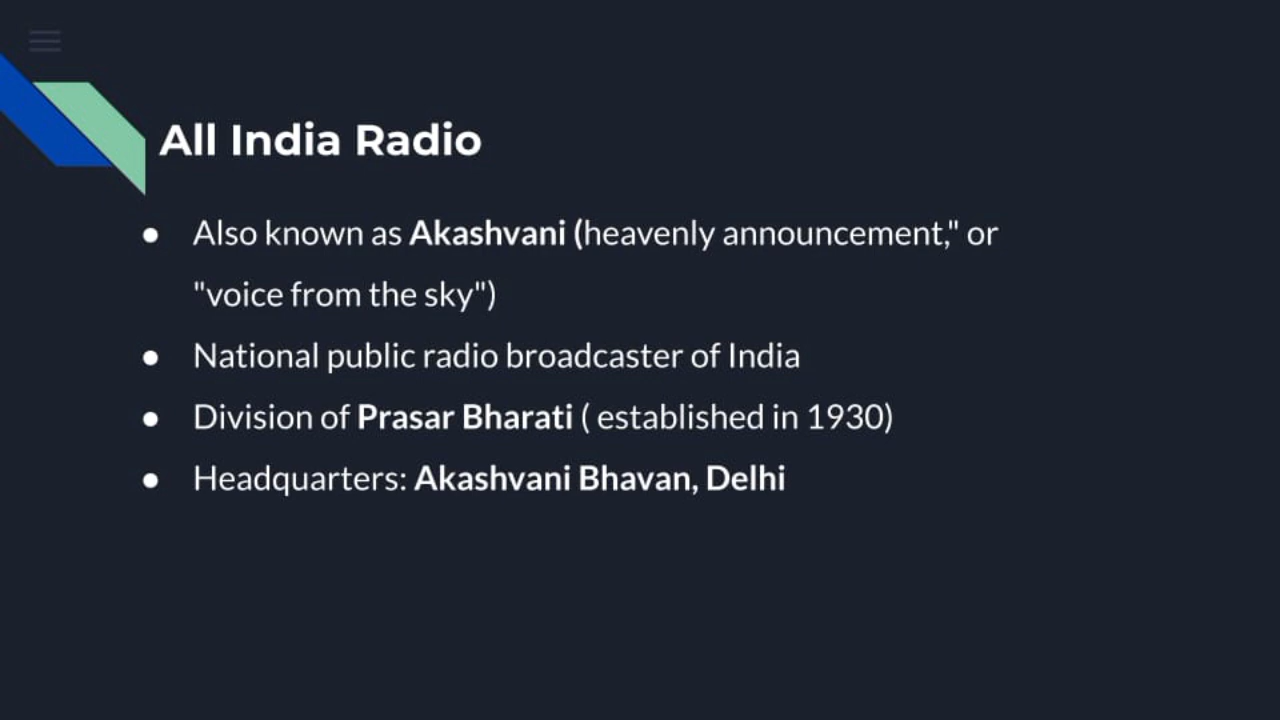 All India Radio
● Also known as Akashvani (heavenly announcement," or
"voice from the sky")
● National public radio broadcaster of India
● Division of Prasar Bharati ( established in 1930)
● Headquarters: Akashvani Bhavan, Delhi